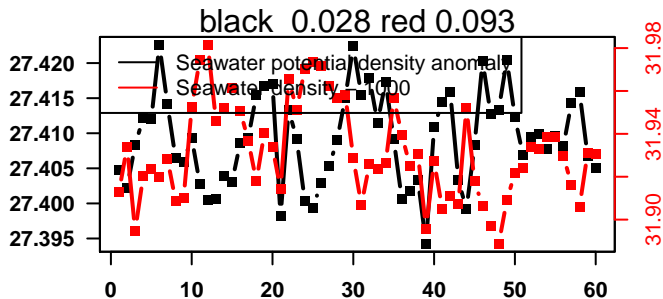 black  0.028 red 0.093
Seawater potential density anomaly
Seawater density − 1000
27.420
27.415
27.410
27.405
27.400
27.395
31.98
31.94
31.90
0 10 20 30 40 50 60